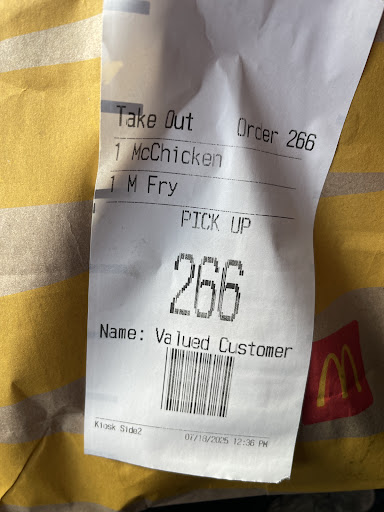 Take Out Order 266
1 McChicken
1 M Fry
PICK UP
266
Name: Valued Customer
Kiosk Side2
07/18/2025 12:36 PM